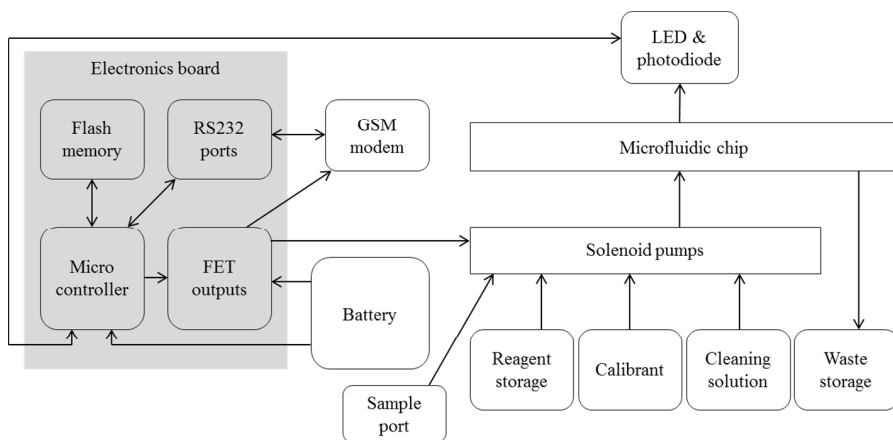 LED &
photodiode
Electronics board
Flash
memory
RS232
ports
GSM
modem
Microfluidic chip
Micro
controller
FET
outputs
Solenoid pumps
Battery
Reagent
storage
Calibrant
Cleaning
solution
Waste
storage
Sample
port